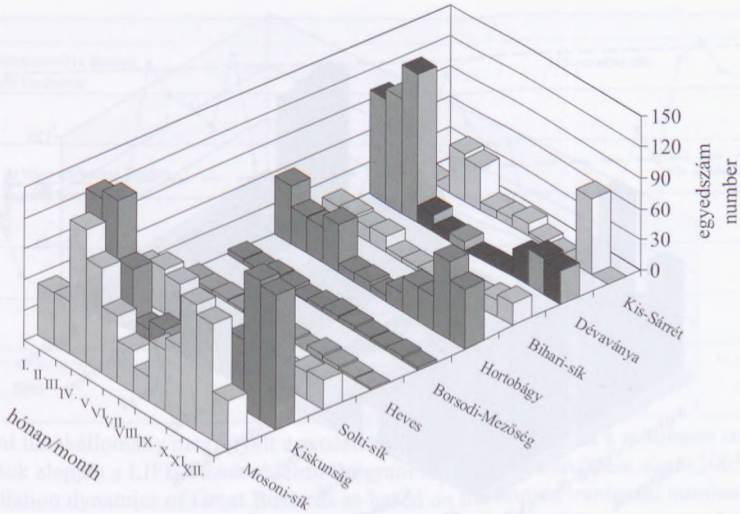 150
120
90
60
30
0
egyedszám
number
Kis-Sárrét
Dévaványa
Bihari-sík
Hortobágy
Borsodi-Mezőség
Heves
Solti-sík
Kiskunság
Mosoni-sík
I.
II.
III.
IV.
V.
VI.
VII.
VIII.
IX.
X.
XI.
XII.
hónap/month